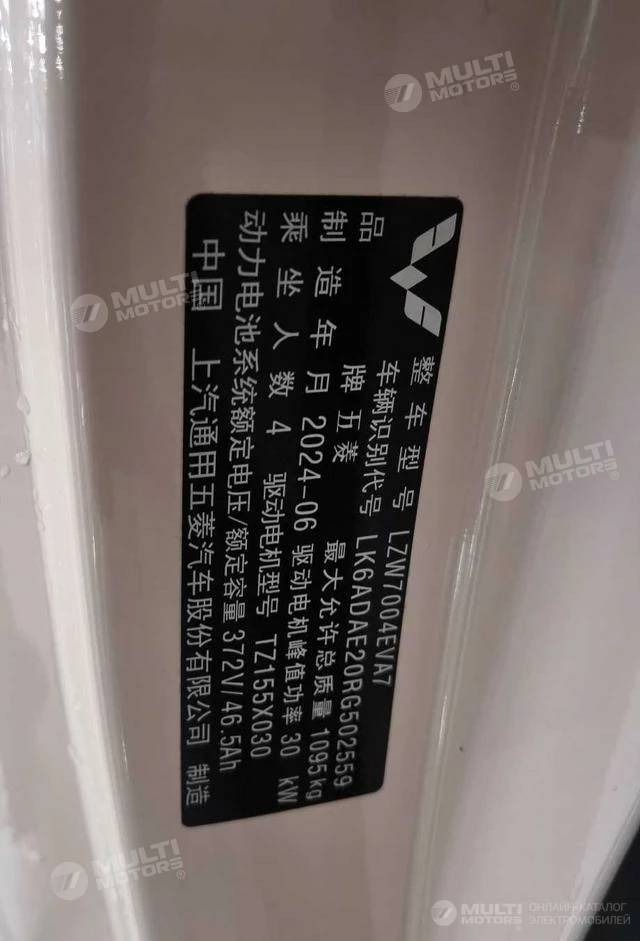 整车型号 LZW7004EVA7
车辆识别代号 LK6ADAE20RG502559
品牌 五菱 最大允许总质量 1095kg
制造年月 2024-06 驱动电机峰值功率 30 kW
乘坐人数 4 驱动电机型号 TZ155X030
动力电池系统额定电压/额定容量 372V/46.5Ah
中国 上汽通用五菱汽车股份有限公司 制造
MULTI MOTORS®
MULTI MOTORS
MULTI MOTORS®
MULTI MOTORS®
MULTI MOTORS® ОНЛАЙН-КАТАЛОГ ЭЛЕКТРОМОБИЛЕЙ